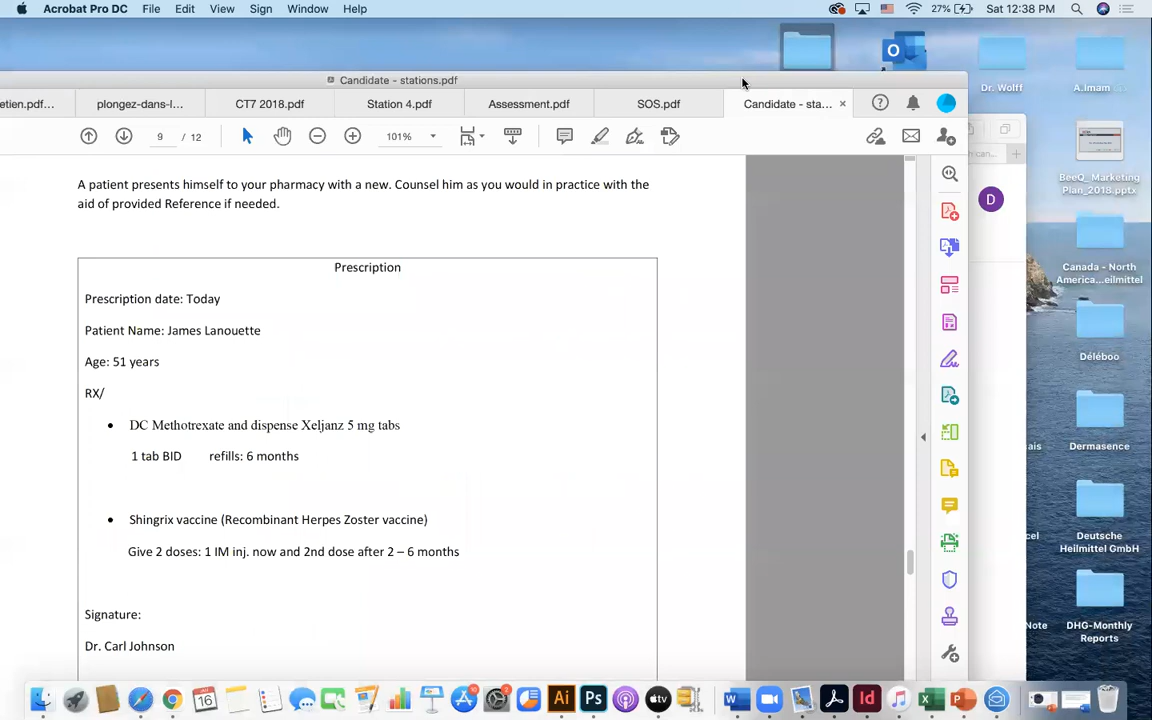 Acrobat Pro DC File Edit View Sign Window Help 27% Sat 12:38 PM
Candidate - stations.pdf
etien.pdf... plongez-dans-l... CT7 2018.pdf Station 4.pdf Assessment.pdf SOS.pdf Candidate - sta... ×
9 / 12 101%
A patient presents himself to your pharmacy with a new. Counsel him as you would in practice with the
aid of provided Reference if needed.
Prescription
Prescription date: Today
Patient Name: James Lanouette
Age: 51 years
RX/
• DC Methotrexate and dispense Xeljanz 5 mg tabs
1 tab BID refills: 6 months
• Shingrix vaccine (Recombinant Herpes Zoster vaccine)
Give 2 doses: 1 IM inj. now and 2nd dose after 2 – 6 months
Signature:
Dr. Carl Johnson
D
Dr. Wolff
A.Imam
BeeQ_Marketing
Plan_2018.pptx
Canada - North
America...eilmittel
Déléboo
Dermasence
Deutsche
Heilmittel GmbH
DHG-Monthly
Reports
ais
cel
Note
16